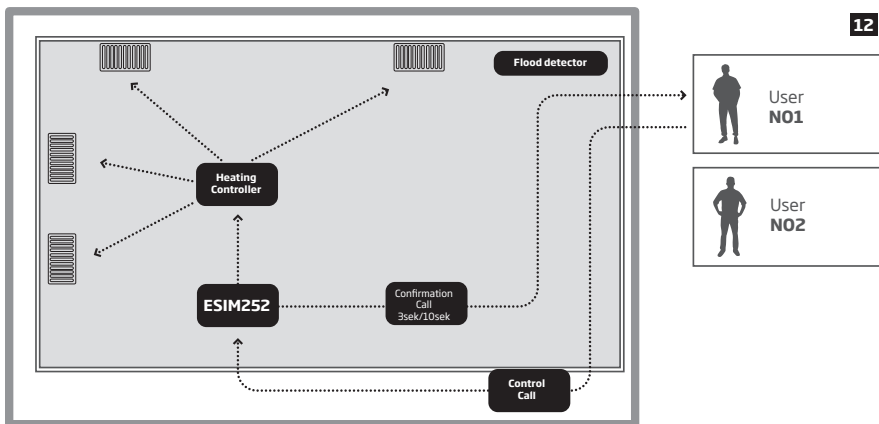 12
Flood detector
User
NO1
Heating
Controller
User
NO2
ESIM252
Confirmation
Call
3sek/10sek
Control
Call